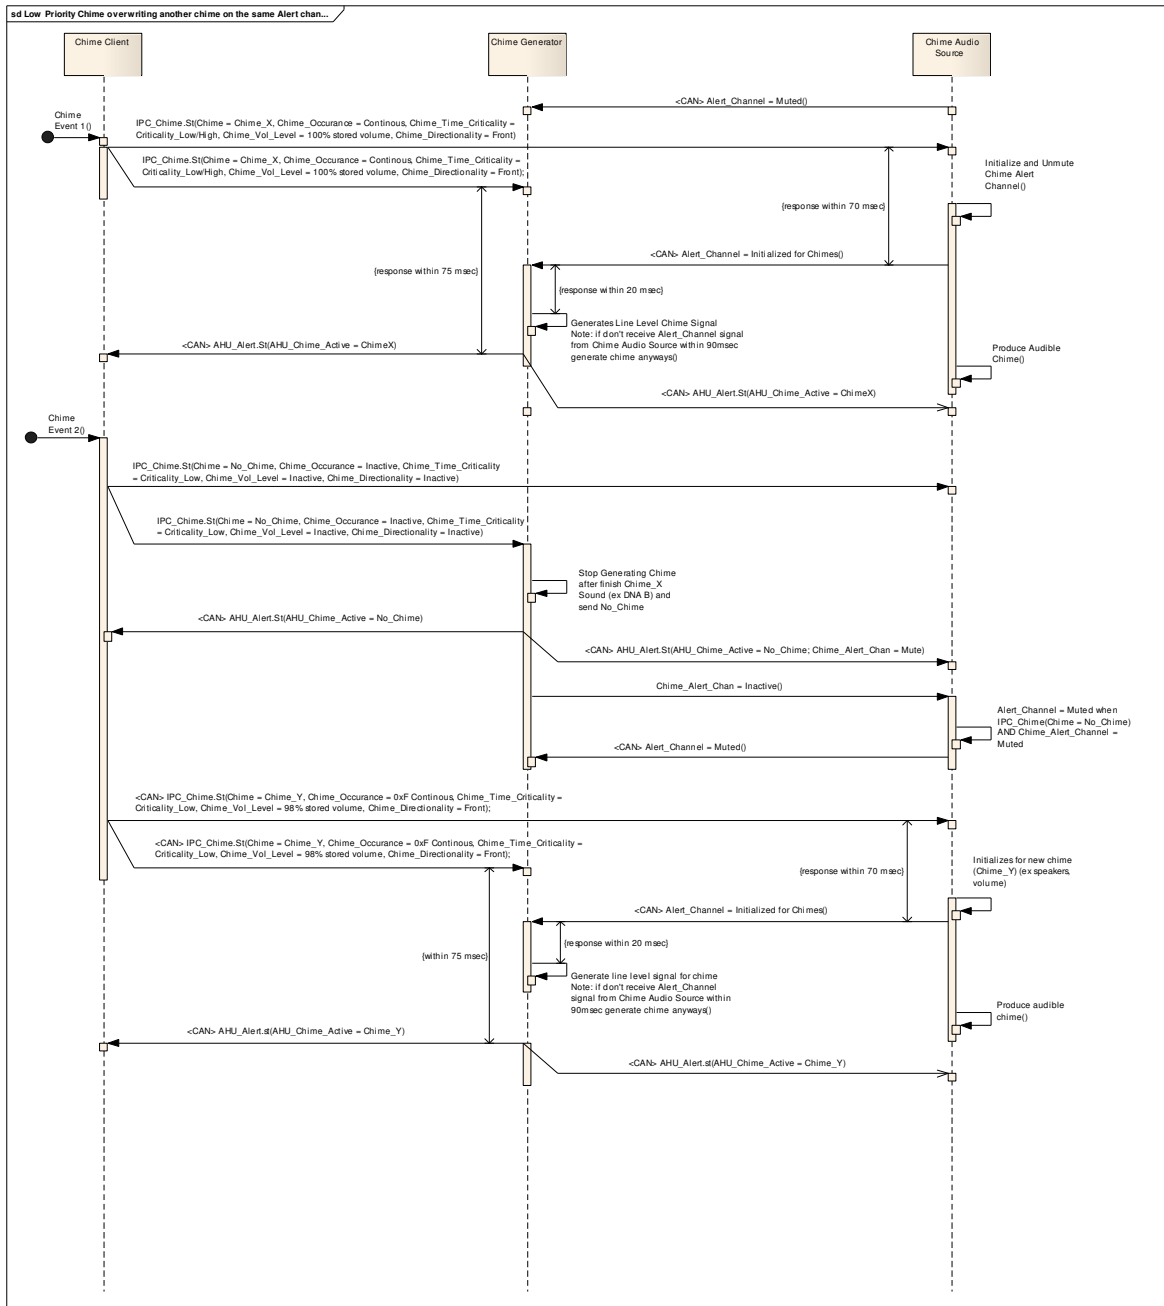 sd Low Priority Chime overwriting another chime on the same Alert chan...
Chime Client
Chime Generator
Chime Audio
Source
<CAN> Alert_Channel = Muted()
Chime
Event 1()
IPC_Chime.St(Chime = Chime_X, Chime_Occurance = Continous, Chime_Time_Criticality =
Criticality_Low/High, Chime_Vol_Level = 100% stored volume, Chime_Directionality = Front)
IPC_Chime.St(Chime = Chime_X, Chime_Occurance = Continous, Chime_Time_Criticality =
Criticality_Low/High, Chime_Vol_Level = 100% stored volume, Chime_Directionality = Front);
Initialize and Unmute
Chime Alert
Channel()
{response within 70 msec}
<CAN> Alert_Channel = Initialized for Chimes()
{response within 75 msec}
{response within 20 msec}
Generates Line Level Chime Signal
Note: if don't receive Alert_Channel signal
from Chime Audio Source within 90msec
generate chime anyways()
<CAN> AHU_Alert.St(AHU_Chime_Active = ChimeX)
Produce Audible
Chime()
<CAN> AHU_Alert.St(AHU_Chime_Active = ChimeX)
Chime
Event 2()
IPC_Chime.St(Chime = No_Chime, Chime_Occurance = Inactive, Chime_Time_Criticality
= Criticality_Low, Chime_Vol_Level = Inactive, Chime_Directionality = Inactive)
IPC_Chime.St(Chime = No_Chime, Chime_Occurance = Inactive, Chime_Time_Criticality
= Criticality_Low, Chime_Vol_Level = Inactive, Chime_Directionality = Inactive)
Stop Generating Chime
after finish Chime_X
Sound (ex DNA B) and
send No_Chime
<CAN> AHU_Alert.St(AHU_Chime_Active = No_Chime)
<CAN> AHU_Alert.St(AHU_Chime_Active = No_Chime; Chime_Alert_Chan = Mute)
Chime_Alert_Chan = Inactive()
Alert_Channel = Muted when
IPC_Chime(Chime = No_Chime)
AND Chime_Alert_Channel =
Muted
<CAN> Alert_Channel = Muted()
<CAN> IPC_Chime.St(Chime = Chime_Y, Chime_Occurance = 0xF Continous, Chime_Time_Criticality =
Criticality_Low, Chime_Vol_Level = 98% stored volume, Chime_Directionality = Front);
<CAN> IPC_Chime.St(Chime = Chime_Y, Chime_Occurance = 0xF Continous, Chime_Time_Criticality =
Criticality_Low, Chime_Vol_Level = 98% stored volume, Chime_Directionality = Front);
Initializes for new chime
(Chime_Y) (ex speakers,
volume)
{response within 70 msec}
<CAN> Alert_Channel = Initialized for Chimes()
{response within 20 msec}
{within 75 msec}
Generate line level signal for chime
Note: if don't receive Alert_Channel
signal from Chime Audio Source within
90msec generate chime anyways()
Produce audible
chime()
<CAN> AHU_Alert.st(AHU_Chime_Active = Chime_Y)
<CAN> AHU_Alert.st(AHU_Chime_Active = Chime_Y)